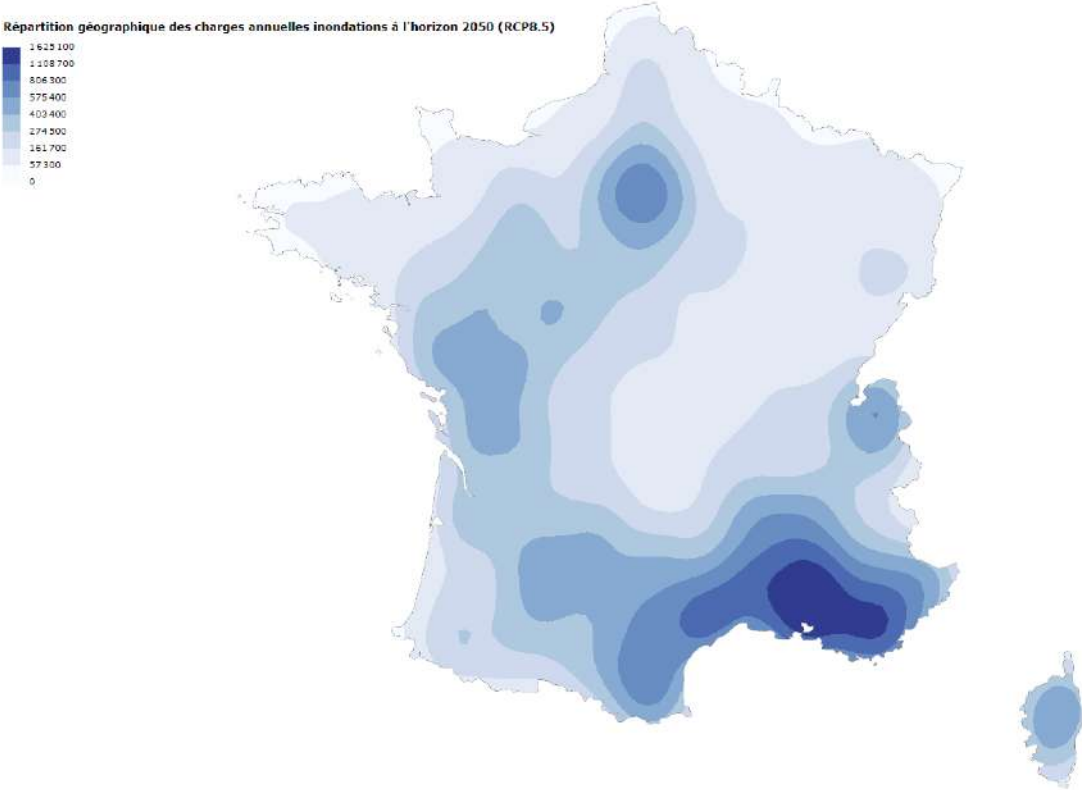 Répartition géographique des charges annuelles inondations à l'horizon 2050 (RCP8.5)
1 625 100
1 108 700
806 300
575 400
403 400
274 500
161 700
57 300
0